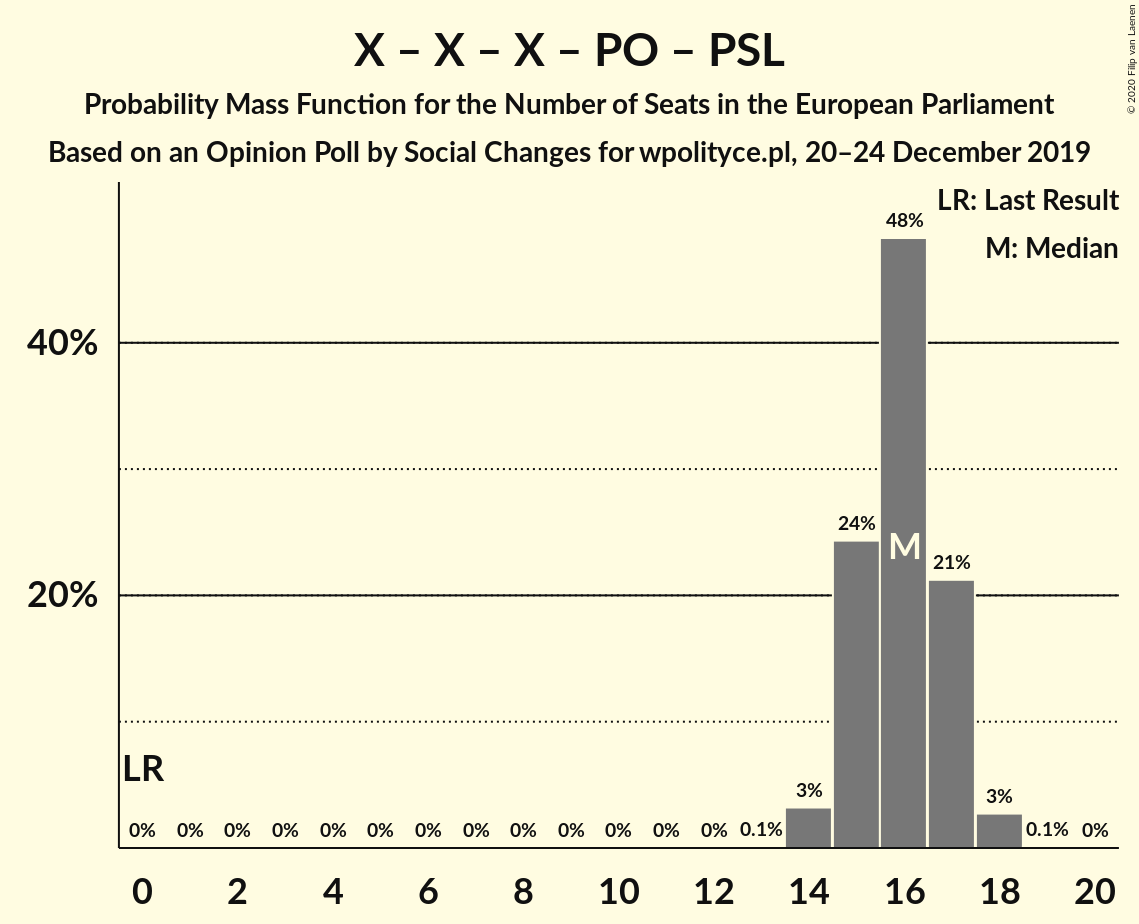 X – X – X – PO – PSL
Probability Mass Function for the Number of Seats in the European Parliament
Based on an Opinion Poll by Social Changes for wpolityce.pl, 20–24 December 2019
© 2020 Filip van Laenen
LR: Last Result
M: Median
48%
40%
24%
M
21%
20%
LR
3%
3%
0% 0% 0% 0% 0% 0% 0% 0% 0% 0% 0% 0% 0% 0.1% 0.1% 0%
0 2 4 6 8 10 12 14 16 18 20